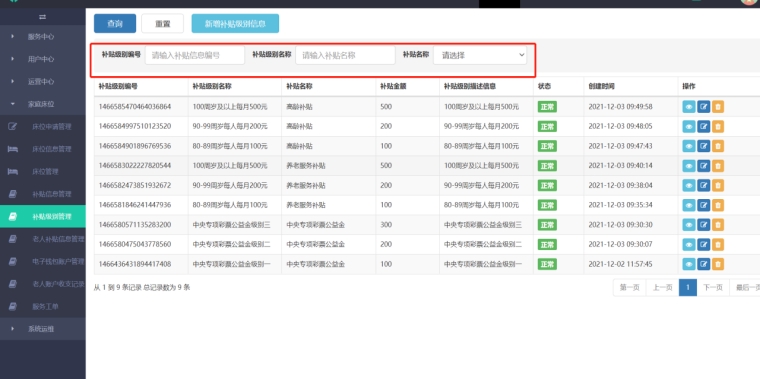 查询 重置 新增补贴级别信息
服务中心
用户中心
运营中心
家庭床位
床位申请管理
床位信息管理
床位管理
补贴信息管理
补贴级别管理
老人补贴信息管理
电子钱包账户管理
老人账户收支记录
服务工单
系统运维
补贴级别编号 请输入补贴信息编号 补贴级别名称 请输入补贴名称 补贴名称 请选择
补贴级别编号 补贴级别名称 补贴名称 补贴金额 补贴级别描述信息 状态 创建时间 操作
1466585470464036864 100周岁及以上每月500元 高龄补贴 500 100周岁及以上每月500元 正常 2021-12-03 09:49:58
1466584997510123520 90-99周岁每人每月200元 高龄补贴 200 90-99周岁每人每月200元 正常 2021-12-03 09:48:05
1466584901896769536 80-89周岁每人每月100元 高龄补贴 100 80-89周岁每人每月100元 正常 2021-12-03 09:47:43
1466583022227820544 100周岁及以上每月500元 养老服务补贴 500 100周岁及以上每月500元 正常 2021-12-03 09:40:14
1466582473851932672 90-99周岁每人每月200元 养老服务补贴 200 90-99周岁每人每月200元 正常 2021-12-03 09:38:04
1466581846241447936 80-89周岁每人每月100元 养老服务补贴 100 80-89周岁每人每月100元 正常 2021-12-03 09:35:34
1466580571135283200 中央专项彩票公益金级别三 中央专项彩票公益金 300 中央专项彩票公益金级别三 正常 2021-12-03 09:30:30
1466580475043778560 中央专项彩票公益金级别二 中央专项彩票公益金 200 中央专项彩票公益金级别二 正常 2021-12-03 09:30:07
1466436431894417408 中央专项彩票公益金级别一 中央专项彩票公益金 100 中央专项彩票公益金级别一 正常 2021-12-02 11:57:45
从 1 到 9 条记录 总记录数为 9 条 第一页 上一页 1 下一页 最后一页